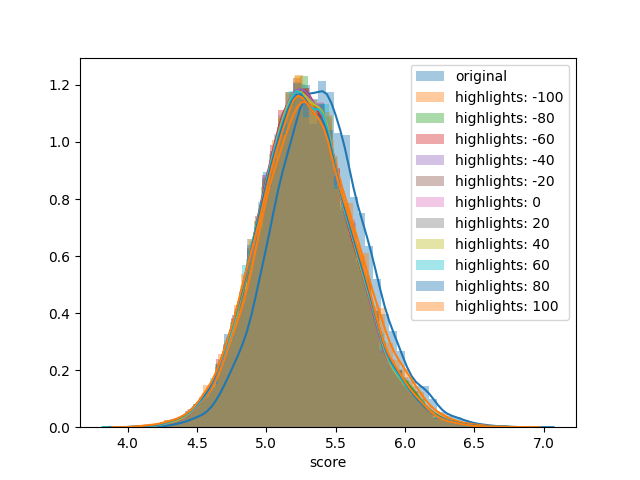 original
highlights: -100
highlights: -80
highlights: -60
highlights: -40
highlights: -20
highlights: 0
highlights: 20
highlights: 40
highlights: 60
highlights: 80
highlights: 100
1.2
1.0
0.8
0.6
0.4
0.2
0.0
4.0 4.5 5.0 5.5 6.0 6.5 7.0
score